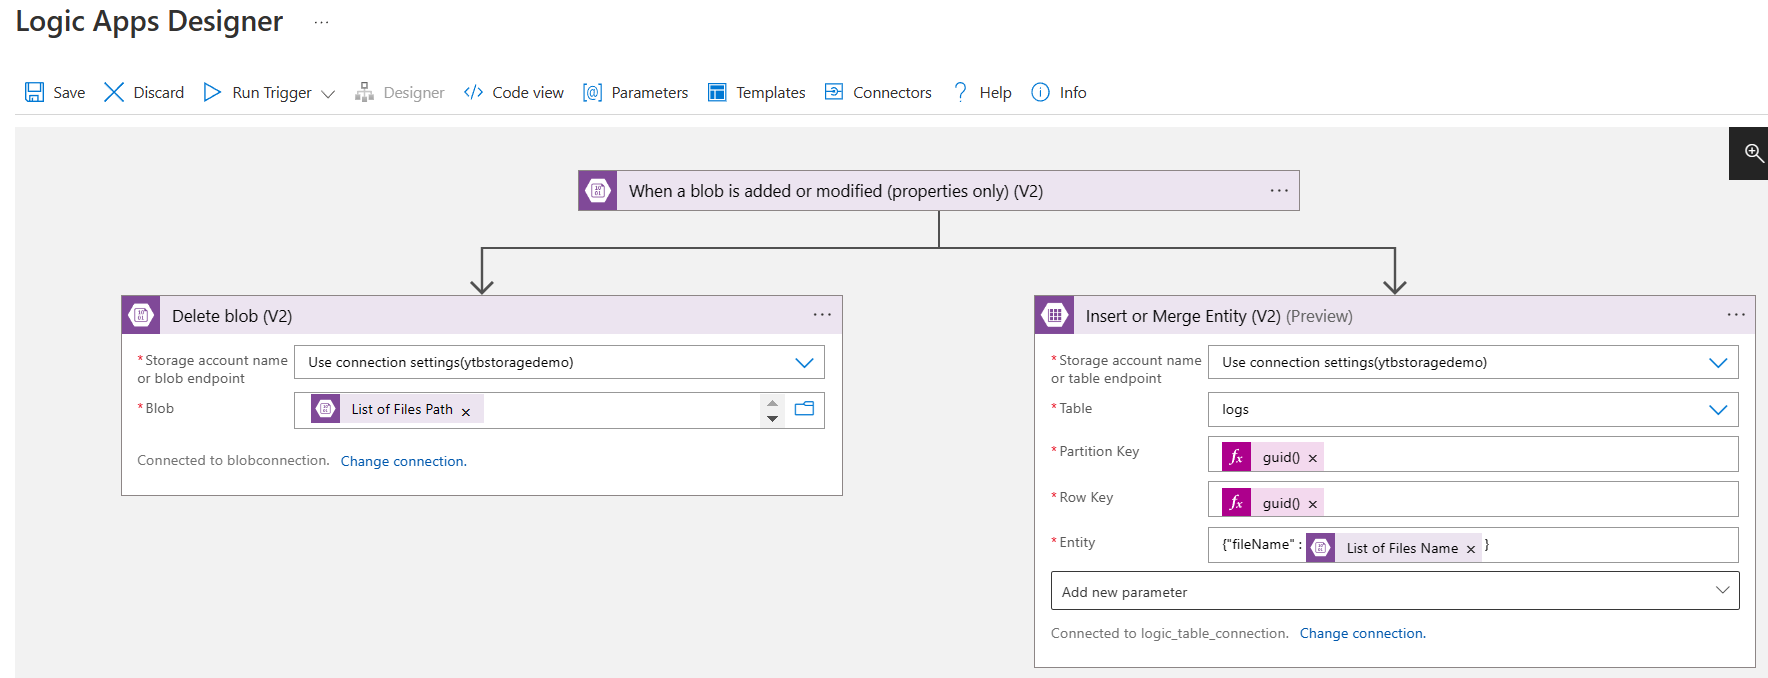 Logic Apps Designer ...
Save Discard Run Trigger Designer </> Code view [@] Parameters Templates Connectors ? Help Info
When a blob is added or modified (properties only) (V2) ...
Delete blob (V2) ...
*Storage account name or blob endpoint
Use connection settings(ytbstoragedemo)
*Blob
List of Files Path ×
Connected to blobconnection. Change connection.
Insert or Merge Entity (V2) (Preview) ...
*Storage account name or table endpoint
Use connection settings(ytbstoragedemo)
*Table
logs
*Partition Key
fx guid() ×
*Row Key
fx guid() ×
*Entity
{"fileName" : List of Files Name × }
Add new parameter
Connected to logic_table_connection. Change connection.